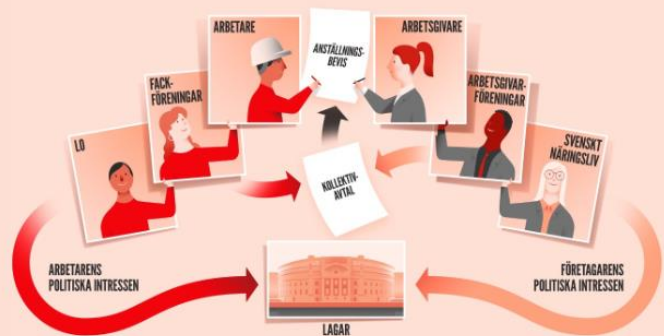 ARBETARE
ANSTÄLLNINGS-
BEVIS
ARBETSGIVARE
FACK-
FÖRENINGAR
ARBETSGIVAR-
FÖRENINGAR
LO
SVENSKT
NÄRINGSLIV
KOLLEKTIV-
AVTAL
ARBETARENS
POLITISKA INTRESSEN
FÖRETAGARENS
POLITISKA INTRESSEN
LAGAR